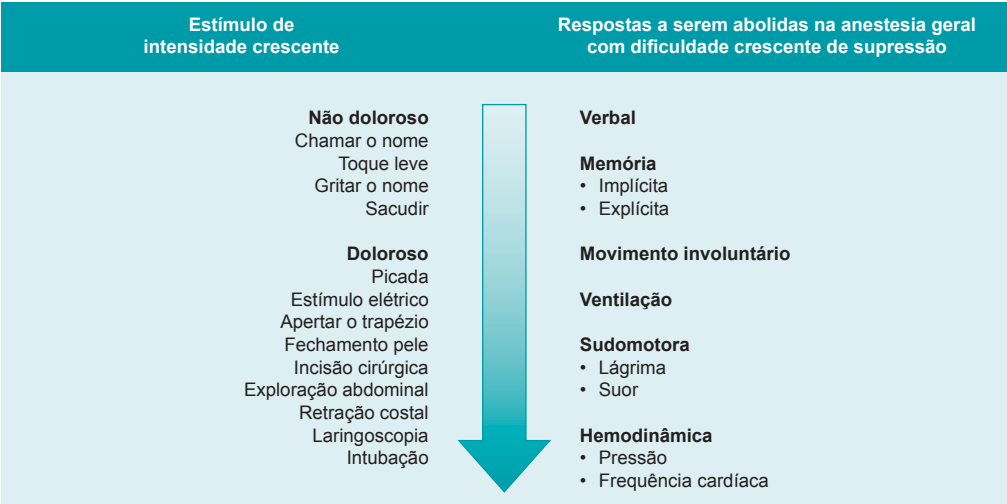 Estímulo de
intensidade crescente
Respostas a serem abolidas na anestesia geral
com dificuldade crescente de supressão
Não doloroso
Chamar o nome
Toque leve
Gritar o nome
Sacudir
Doloroso
Picada
Estímulo elétrico
Apertar o trapézio
Fechamento pele
Incisão cirúrgica
Exploração abdominal
Retração costal
Laringoscopia
Intubação
Verbal
Memória
• Implícita
• Explícita
Movimento involuntário
Ventilação
Sudomotora
• Lágrima
• Suor
Hemodinâmica
• Pressão
• Frequência cardíaca